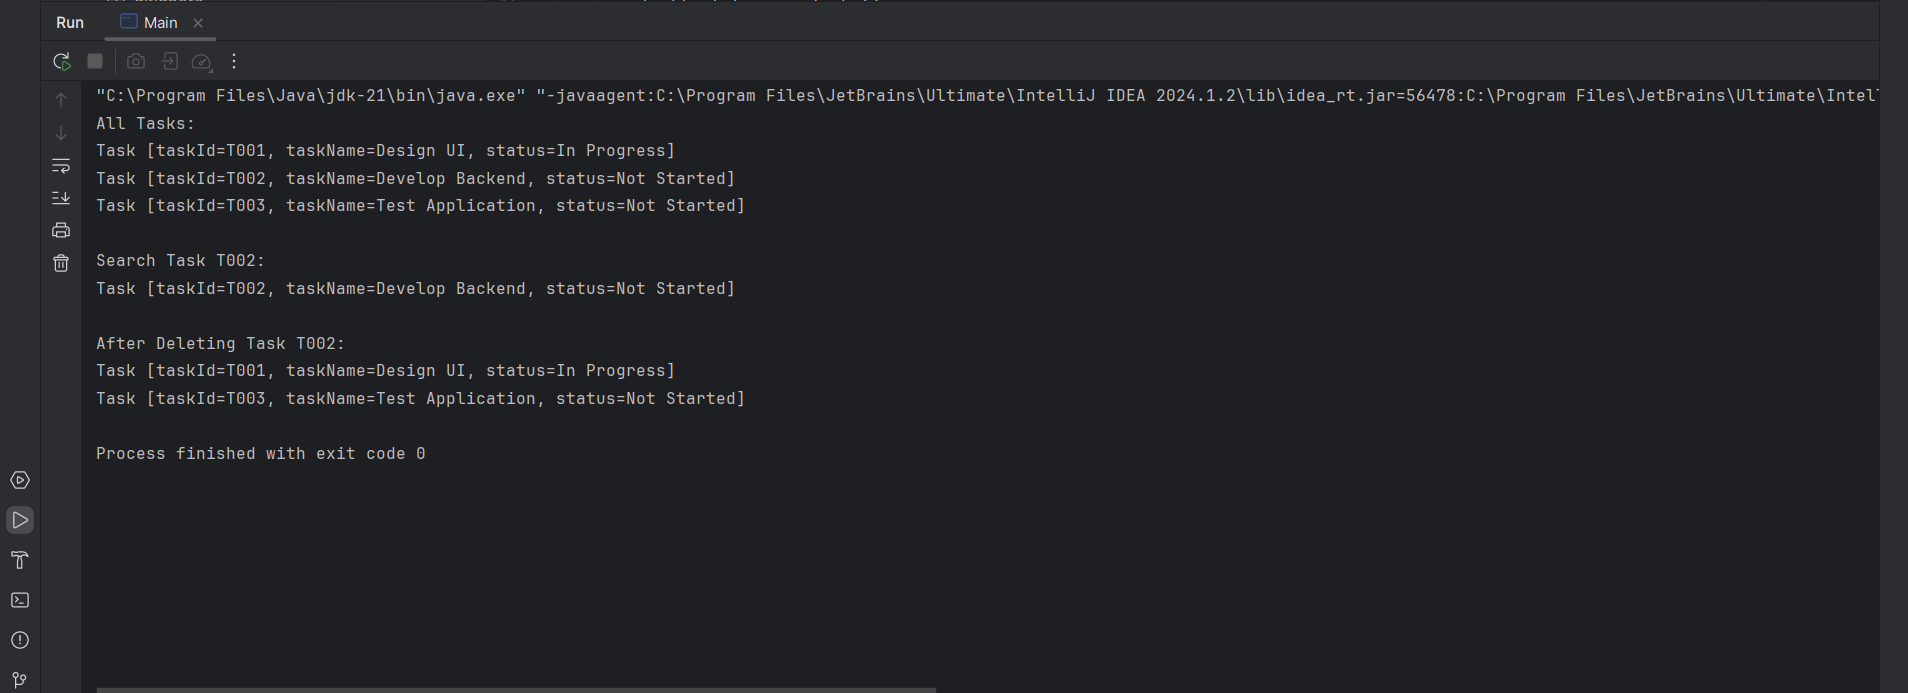 Run Main
"C:\Program Files\Java\jdk-21\bin\java.exe" "-javaagent:C:\Program Files\JetBrains\Ultimate\IntelliJ IDEA 2024.1.2\lib\idea_rt.jar=56478:C:\Program Files\JetBrains\Ultimate\Intel
All Tasks:
Task [taskId=T001, taskName=Design UI, status=In Progress]
Task [taskId=T002, taskName=Develop Backend, status=Not Started]
Task [taskId=T003, taskName=Test Application, status=Not Started]
Search Task T002:
Task [taskId=T002, taskName=Develop Backend, status=Not Started]
After Deleting Task T002:
Task [taskId=T001, taskName=Design UI, status=In Progress]
Task [taskId=T003, taskName=Test Application, status=Not Started]
Process finished with exit code 0